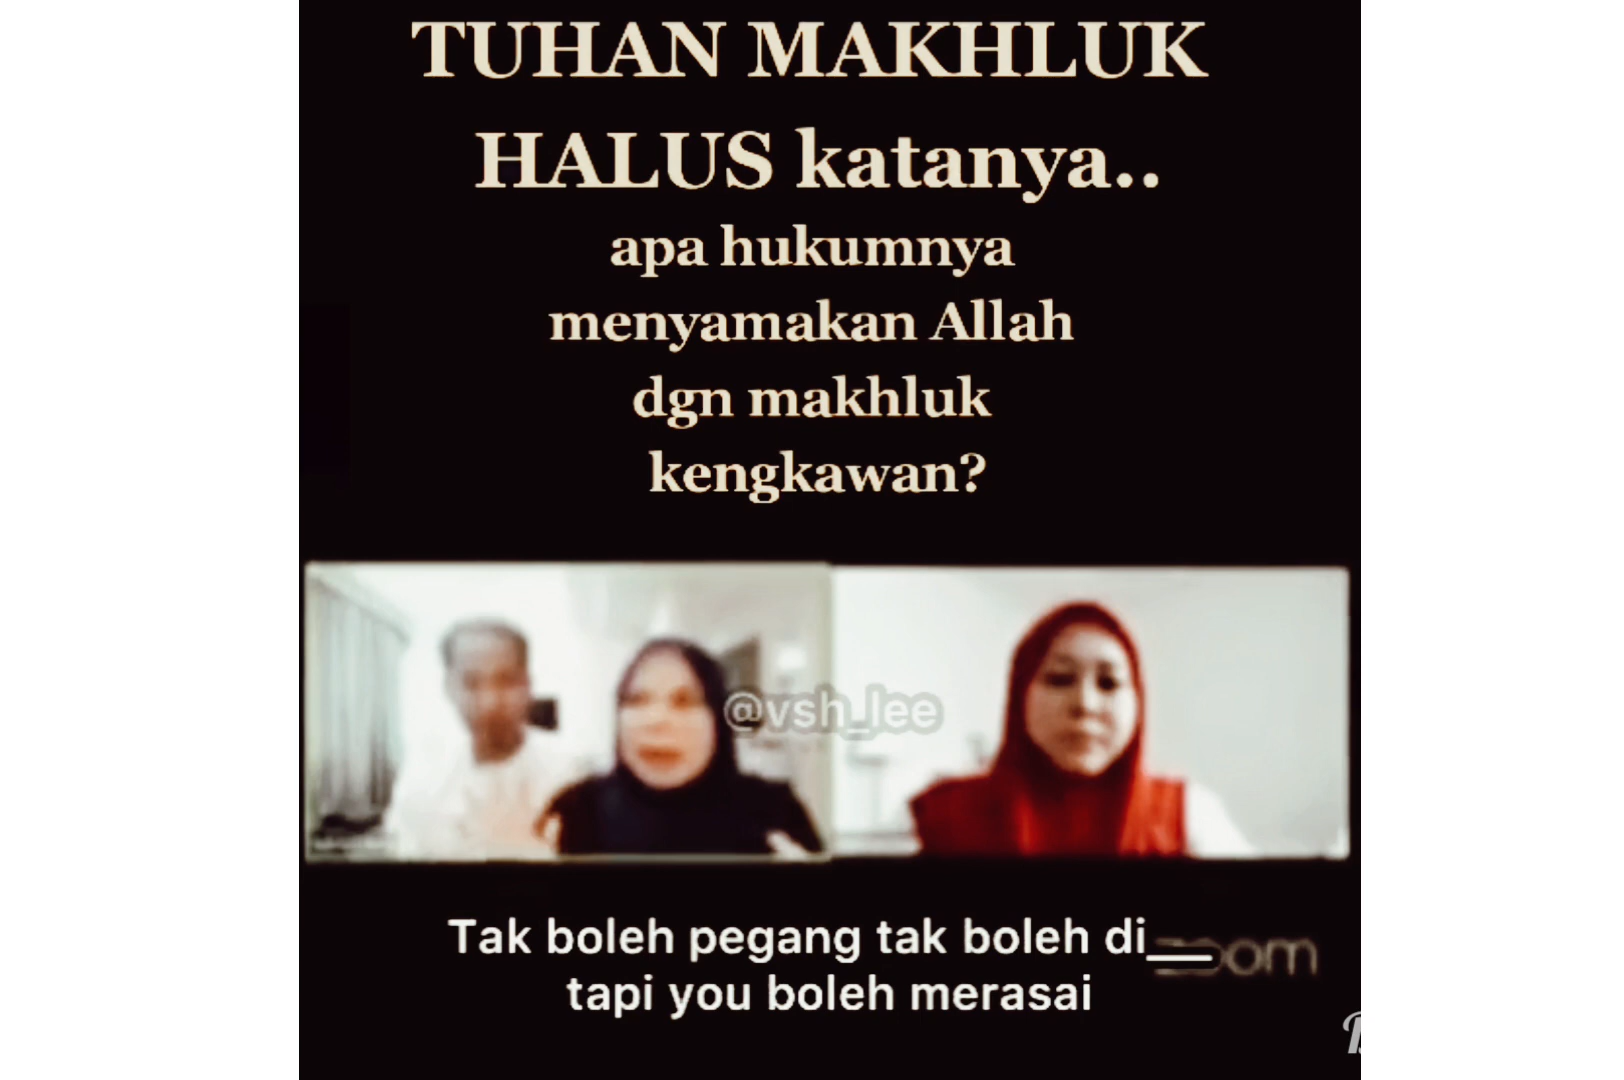 TUHAN MAKHLUK
HALUS katanya..
apa hukumnya
menyamakan Allah
dgn makhluk
kengkawan?
@vsh_lee
Tak boleh pegang tak boleh di__
tapi you boleh merasai